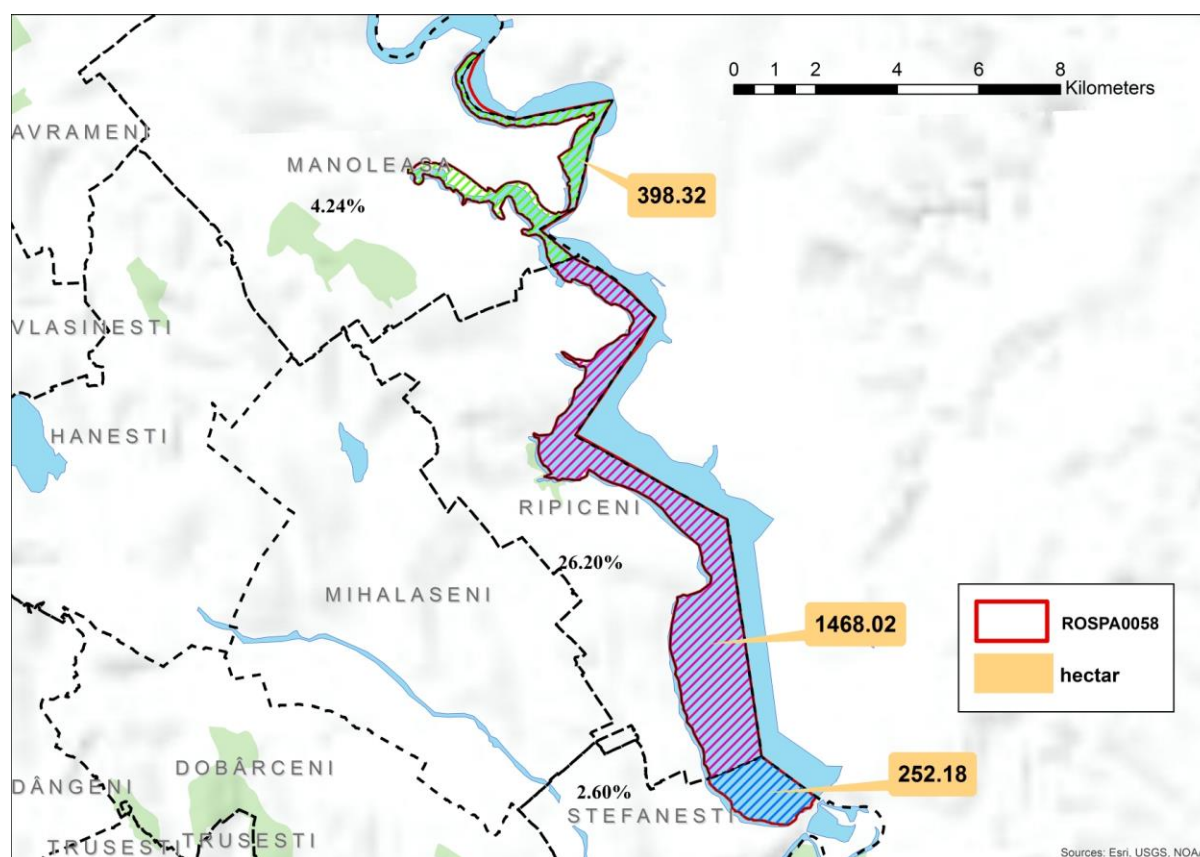 0 1 2 4 6 8
Kilometers
AVRAMENI
MANOLEASA
398.32
4.24%
VLASINESTI
HANESTI
RIPICENI
26.20%
MIHALASENI
1468.02
ROSPA0058
hectar
DOBÂRCENI
DÂNGENI
2.60%
STEFANESTI
252.18
TRUSESTI
TRUSESTI
Sources: Esri, USGS, NOA